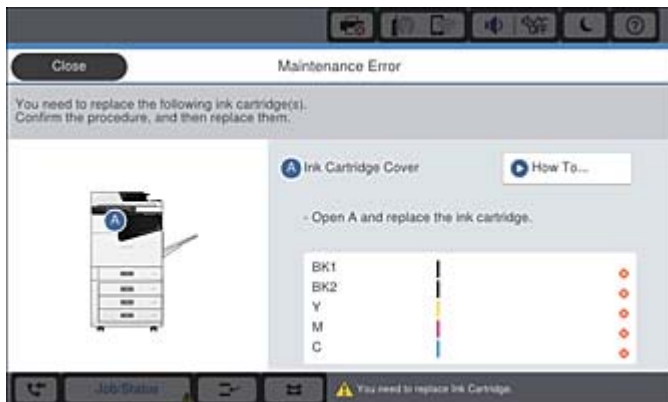 Close
Maintenance Error
You need to replace the following ink cartridge(s).
Confirm the procedure, and then replace them.
A Ink Cartridge Cover
How To...
A
- Open A and replace the ink cartridge.
BK1
BK2
Y
M
C
Job/Status
You need to replace Ink Cartridge.